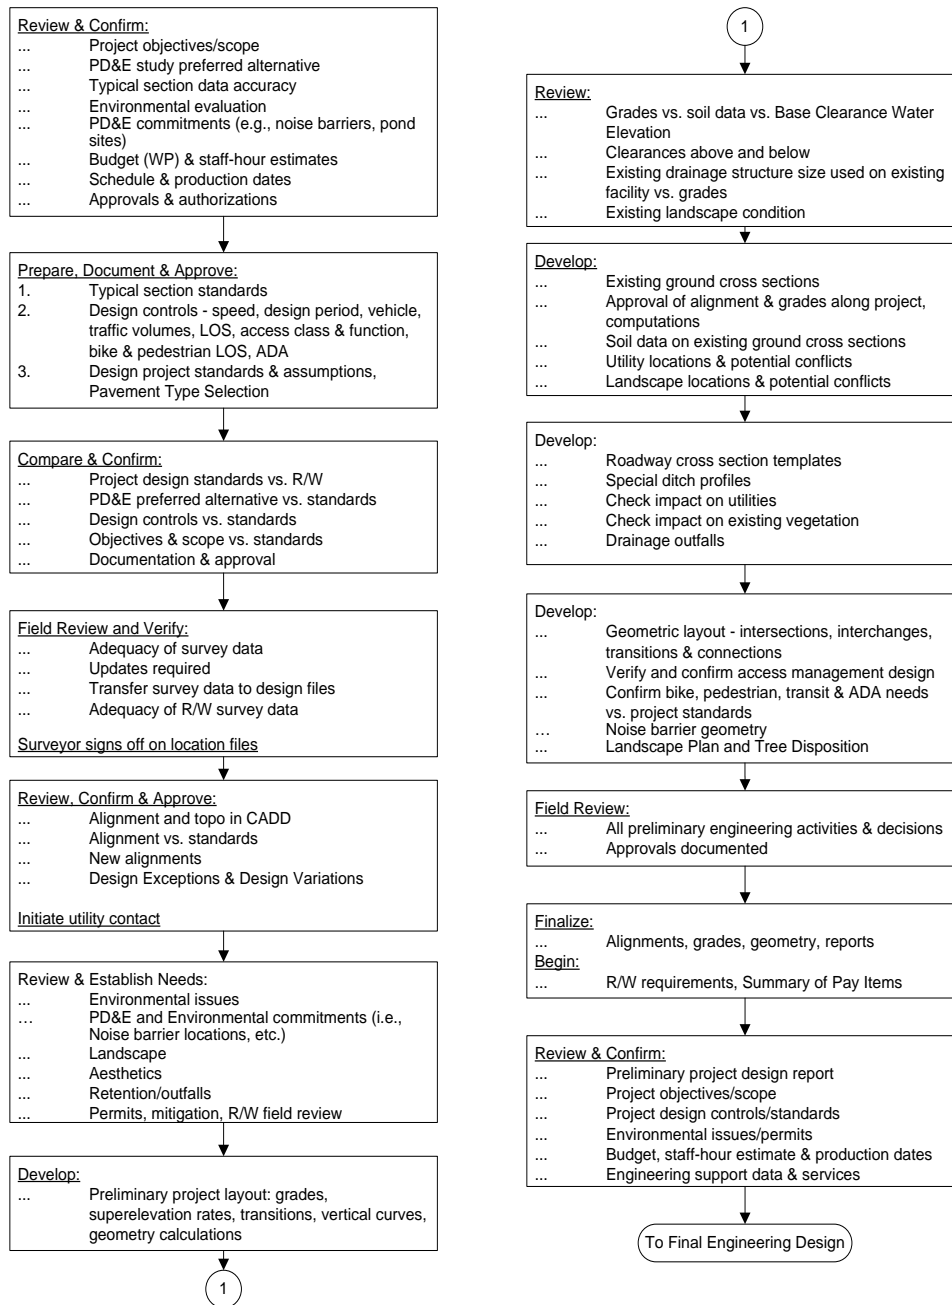 Review & Confirm:
... Project objectives/scope
... PD&E study preferred alternative
... Typical section data accuracy
... Environmental evaluation
... PD&E commitments (e.g., noise barriers, pond
sites)
... Budget (WP) & staff-hour estimates
... Schedule & production dates
... Approvals & authorizations
Prepare, Document & Approve:
1. Typical section standards
2. Design controls - speed, design period, vehicle,
traffic volumes, LOS, access class & function,
bike & pedestrian LOS, ADA
3. Design project standards & assumptions,
Pavement Type Selection
Compare & Confirm:
... Project design standards vs. R/W
... PD&E preferred alternative vs. standards
... Design controls vs. standards
... Objectives & scope vs. standards
... Documentation & approval
Field Review and Verify:
... Adequacy of survey data
... Updates required
... Transfer survey data to design files
... Adequacy of R/W survey data
Surveyor signs off on location files
Review, Confirm & Approve:
... Alignment and topo in CADD
... Alignment vs. standards
... New alignments
... Design Exceptions & Design Variations
Initiate utility contact
Review & Establish Needs:
... Environmental issues
... PD&E and Environmental commitments (i.e.,
Noise barrier locations, etc.)
... Landscape
... Aesthetics
... Retention/outfalls
... Permits, mitigation, R/W field review
Develop:
... Preliminary project layout: grades,
superelevation rates, transitions, vertical curves,
geometry calculations
1
1
Review:
... Grades vs. soil data vs. Base Clearance Water
Elevation
... Clearances above and below
... Existing drainage structure size used on existing
facility vs. grades
... Existing landscape condition
Develop:
... Existing ground cross sections
... Approval of alignment & grades along project,
computations
... Soil data on existing ground cross sections
... Utility locations & potential conflicts
... Landscape locations & potential conflicts
Develop:
... Roadway cross section templates
... Special ditch profiles
... Check impact on utilities
... Check impact on existing vegetation
... Drainage outfalls
Develop:
... Geometric layout - intersections, interchanges,
transitions & connections
... Verify and confirm access management design
... Confirm bike, pedestrian, transit & ADA needs
vs. project standards
... Noise barrier geometry
... Landscape Plan and Tree Disposition
Field Review:
... All preliminary engineering activities & decisions
... Approvals documented
Finalize:
... Alignments, grades, geometry, reports
Begin:
... R/W requirements, Summary of Pay Items
Review & Confirm:
... Preliminary project design report
... Project objectives/scope
... Project design controls/standards
... Environmental issues/permits
... Budget, staff-hour estimate & production dates
... Engineering support data & services
To Final Engineering Design